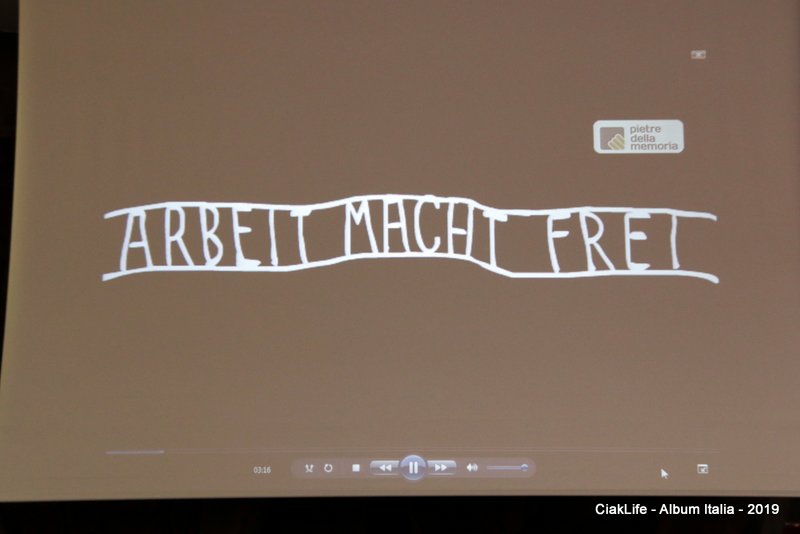 pietre
della
memoria
ARBEIT MACHT FREI
03:16
CiakLife - Album Italia - 2019